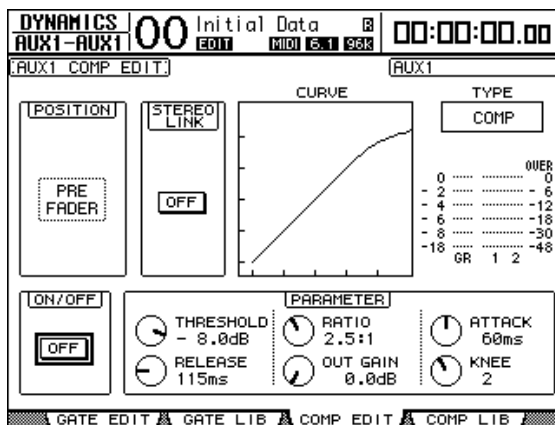 DYNAMICS
AUX1-AUX1
00
Initial Data
R
EDIT
MIDI 6.1 96k
00:00:00.00
AUX1 COMP EDIT
AUX1
POSITION
PRE
FADER
STEREO
LINK
OFF
CURVE
TYPE
COMP
OVER
0 0
- 2 - 6
- 4 -12
- 6 -18
- 8 -30
-18 -48
GR 1 2
ON/OFF
OFF
PARAMETER
THRESHOLD
- 8.0dB
RATIO
2.5:1
ATTACK
60ms
RELEASE
115ms
OUT GAIN
0.0dB
KNEE
2
GATE EDIT
GATE LIB
COMP EDIT
COMP LIB